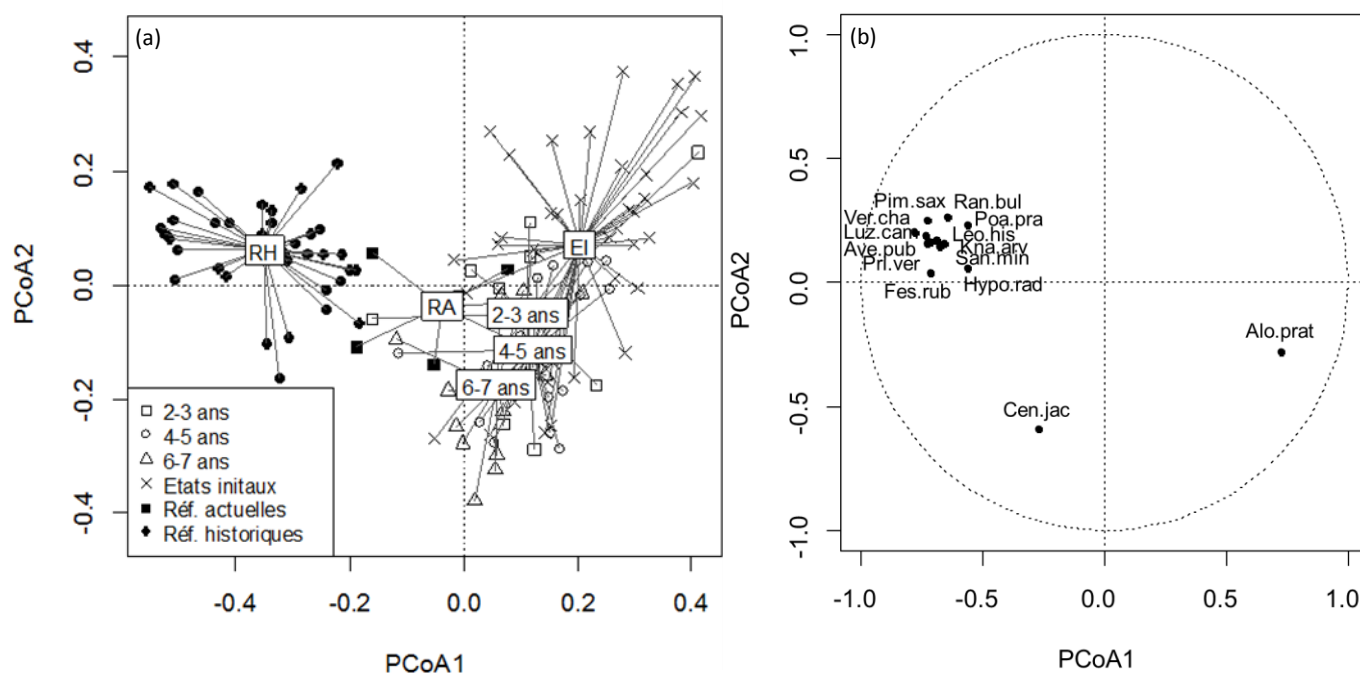 (a)
0.4
0.2
0.0
-0.2
-0.4
PCoA2
RH
RA
EI
2-3 ans
4-5 ans
6-7 ans
2-3 ans
4-5 ans
6-7 ans
Etats initaux
Réf. actuelles
Réf. historiques
-0.4
-0.2
0.0
0.2
0.4
PCoA1
(b)
1.0
0.5
0.0
-0.5
-1.0
PCoA2
Pim.sax
Ran.bul
Ver.cha
Poa.pra
Luz.cam
Leo.his
Ave.pub
Kna.arv
Prl.ver
San.min
Fes.rub
Hypo.rad
Alo.prat
Cen.jac
-1.0
-0.5
0.0
0.5
1.0
PCoA1